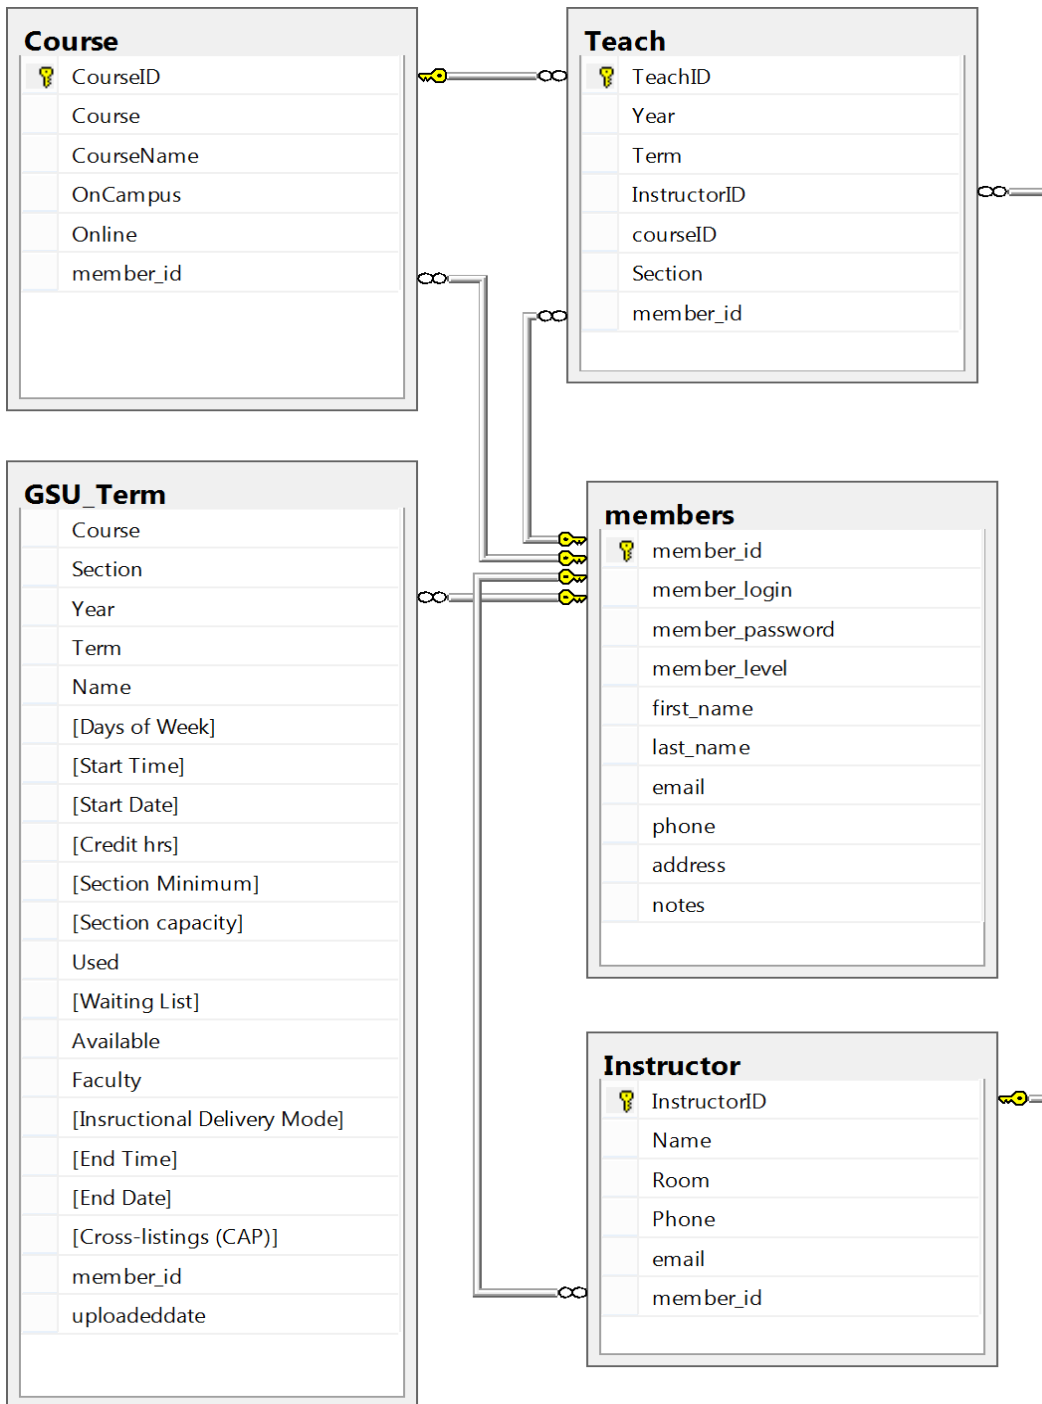 Course
CourseID
Course
CourseName
OnCampus
Online
member_id
Teach
TeachID
Year
Term
InstructorID
courseID
Section
member_id
GSU_Term
Course
Section
Year
Term
Name
[Days of Week]
[Start Time]
[Start Date]
[Credit hrs]
[Section Minimum]
[Section capacity]
Used
[Waiting List]
Available
Faculty
[Insructional Delivery Mode]
[End Time]
[End Date]
[Cross-listings (CAP)]
member_id
uploadeddate
members
member_id
member_login
member_password
member_level
first_name
last_name
email
phone
address
notes
Instructor
InstructorID
Name
Room
Phone
email
member_id